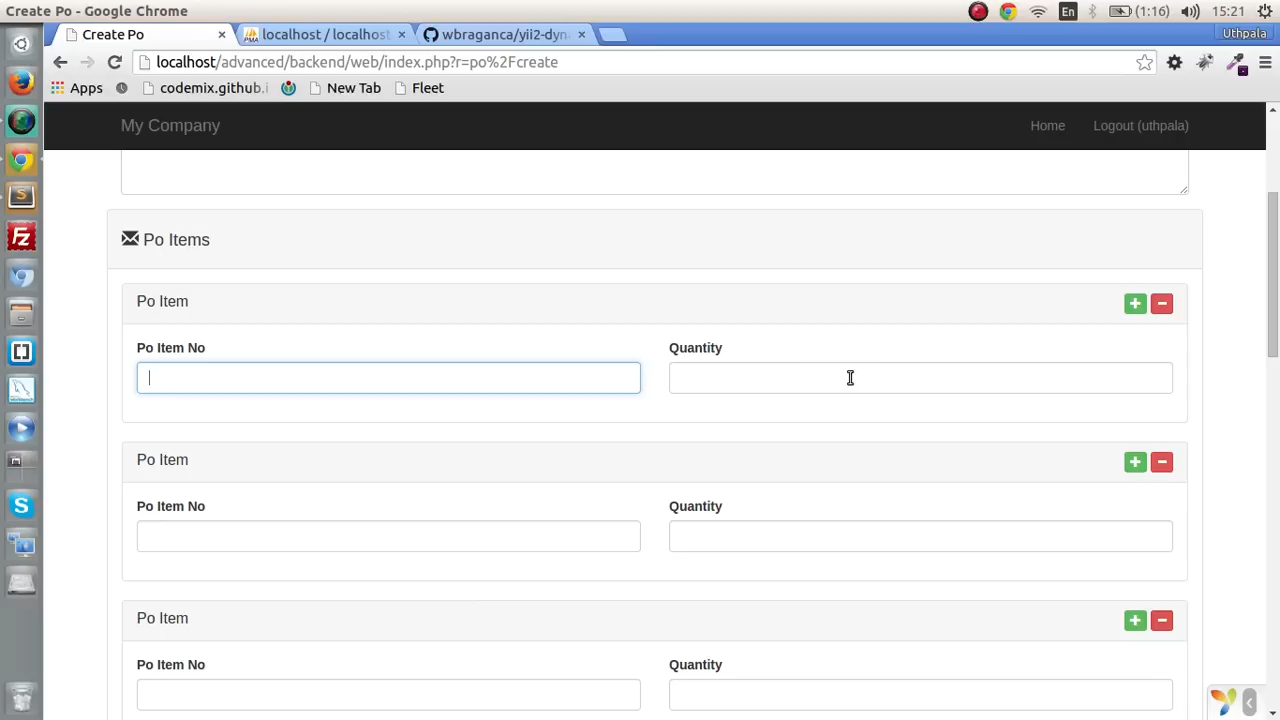 Create Po - Google Chrome
En
(1:16)
15:21
Create Po
localhost / localhost
wbraganca/yii2-dyn
Uthpala
localhost/advanced/backend/web/index.php?r=po%2Fcreate
Apps
codemix.github.i
New Tab
Fleet
My Company
Home
Logout (uthpala)
Po Items
Po Item
Po Item No
Quantity
Po Item
Po Item No
Quantity
Po Item
Po Item No
Quantity